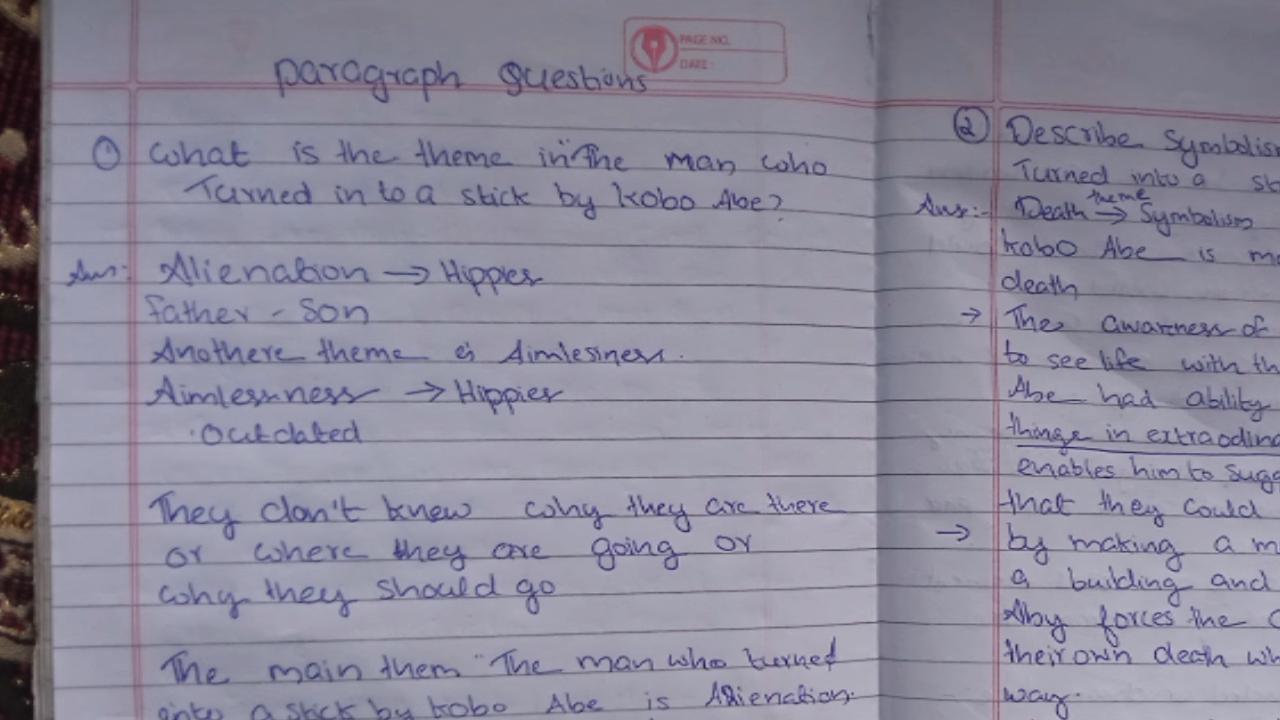 PAGE NO.
DATE:
paragraph Questions
① What is the theme in "The man who
Turned in to a stick by Kobo Abe?
Ans: Alienation → Hippies
Father - Son
Anothere theme is Aimlesiness.
Aimlessness → Hippies
. Outdated
They don't knew why they are there
or where they are going or
why they should go
The main them "The man who turned
into a stick by Kobo Abe is Alienation.
② Describe Symbolis
Turned into a st
theme
Ans:- Death → Symbolism
Kobo Abe is m
death
→ The awareness of
to see life with th
Abe had ability
things in extraodina
enables him to sugg
that they could
→ by making a m
a building and
Aby forces the
their own death wh
way.